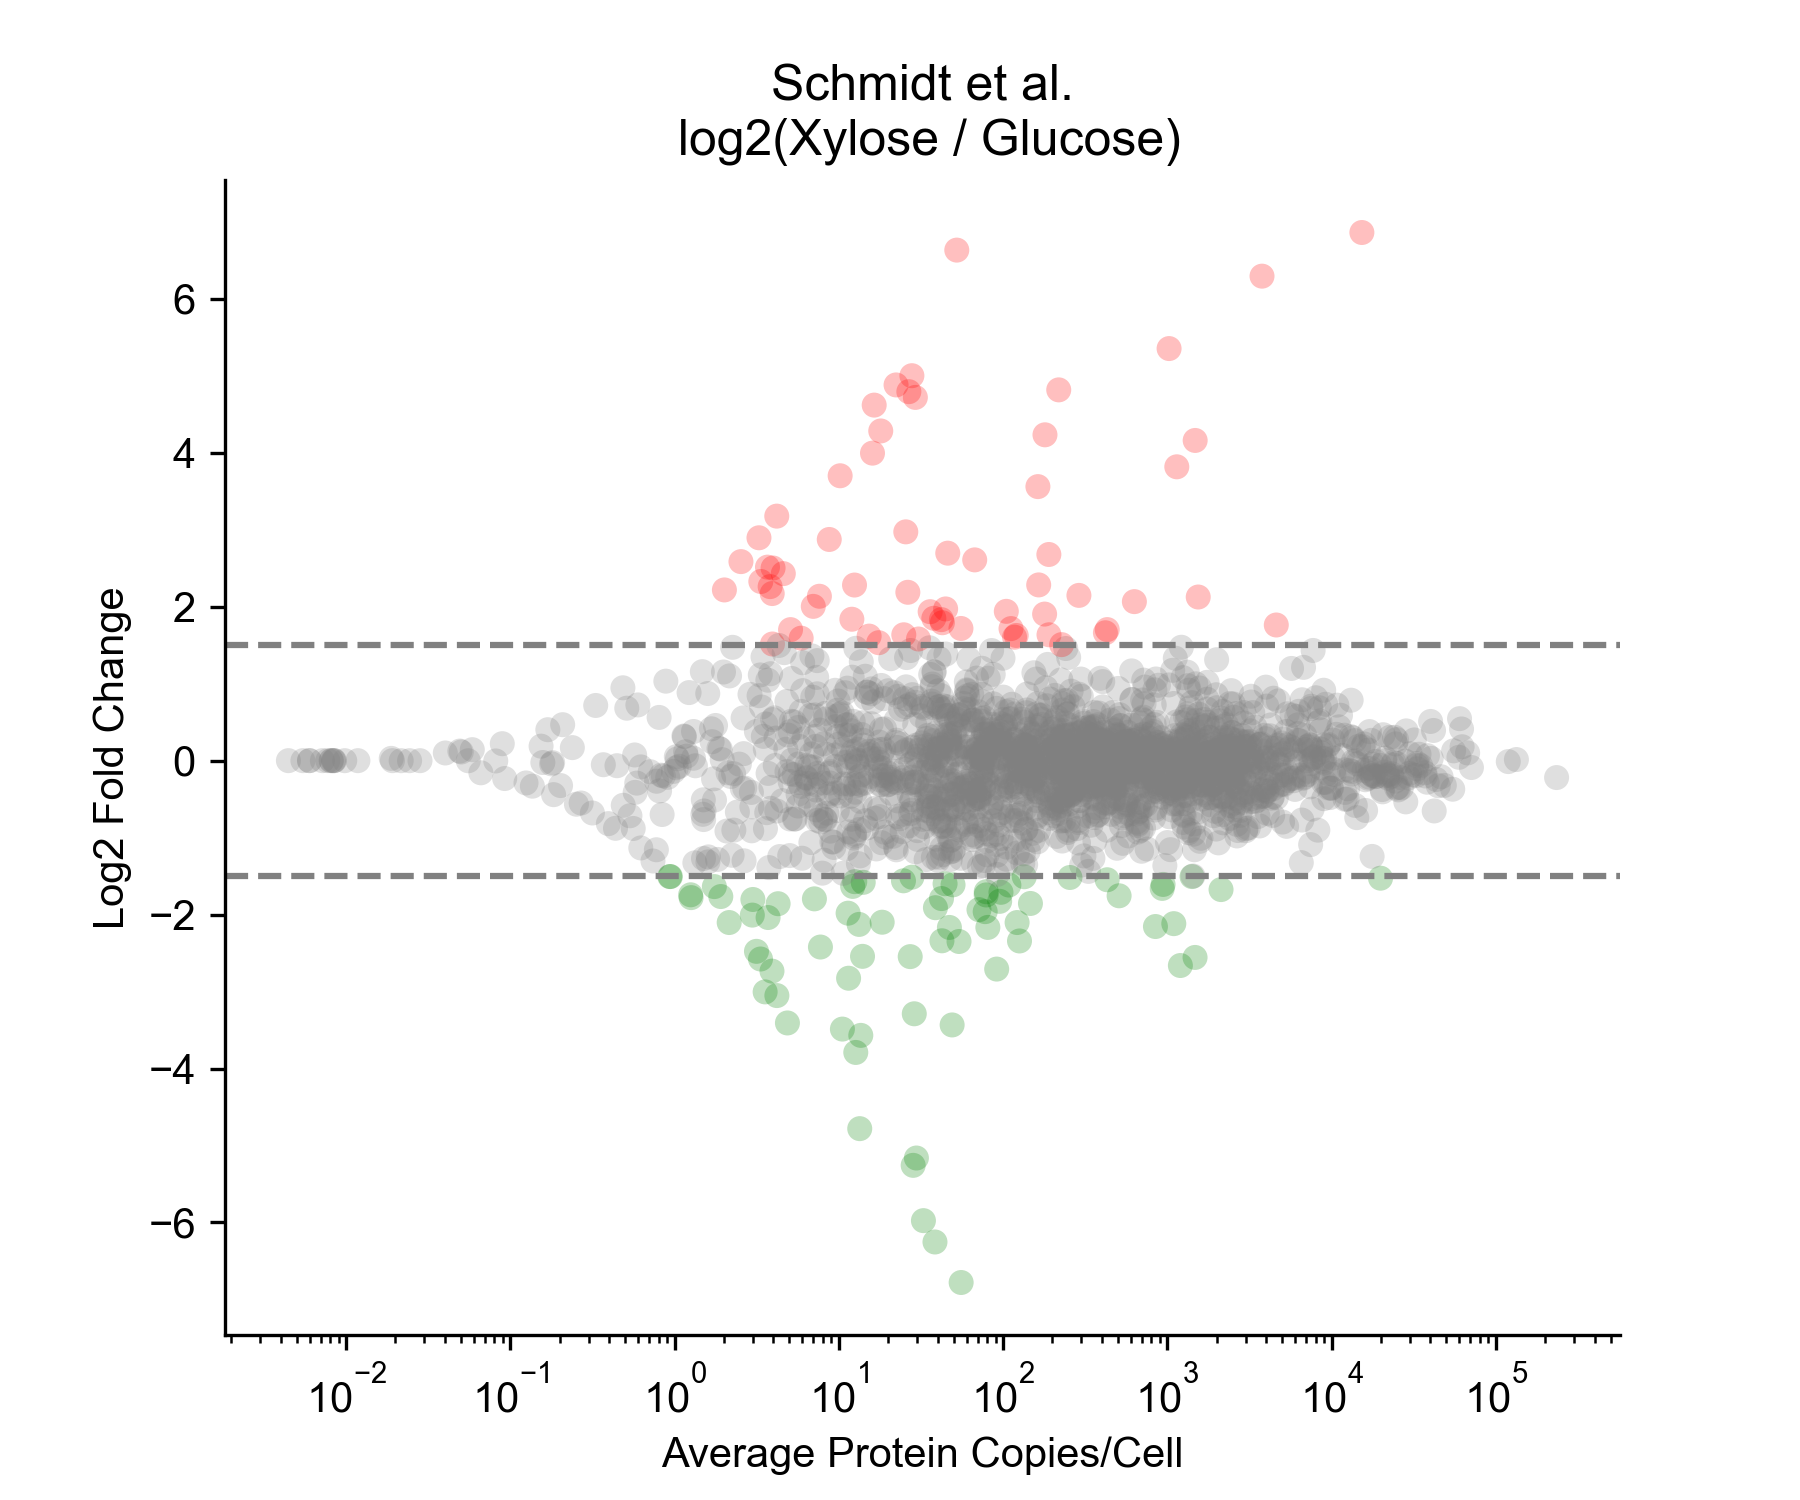 Schmidt et al.
log2(Xylose / Glucose)
Log2 Fold Change
6
4
2
0
−2
−4
−6
10⁻² 10⁻¹ 10⁰ 10¹ 10² 10³ 10⁴ 10⁵
Average Protein Copies/Cell